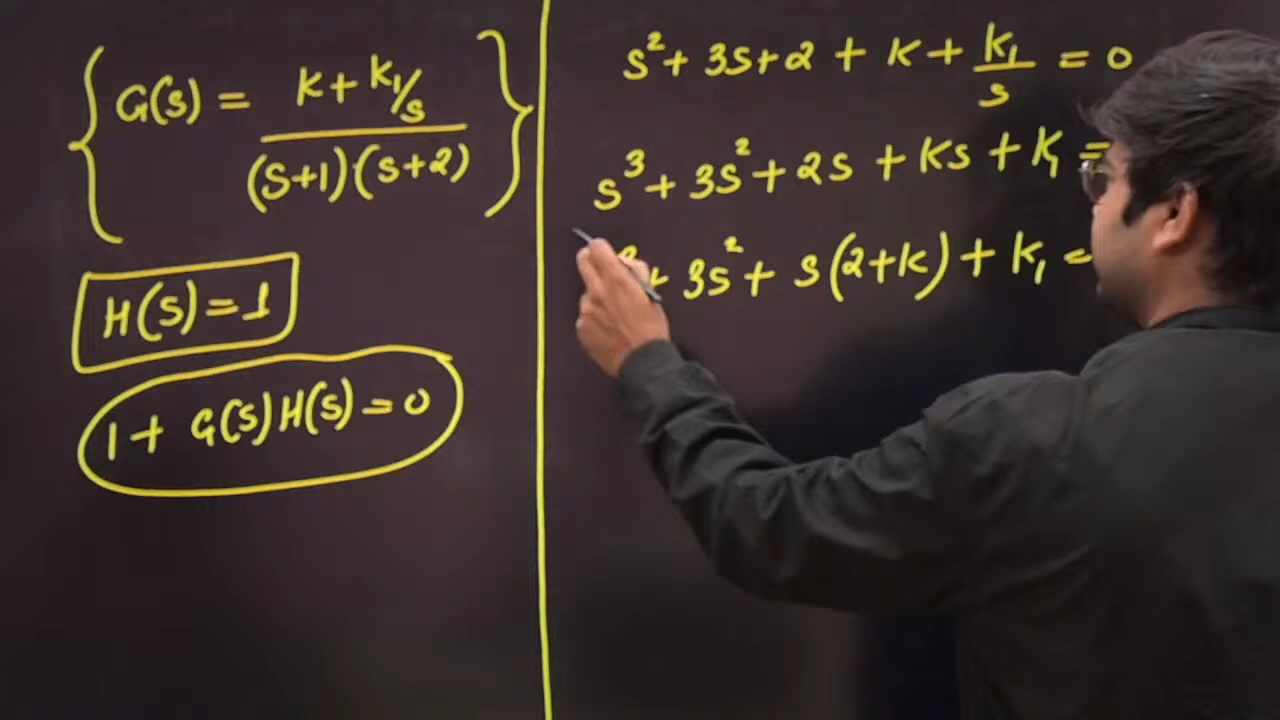 G(s) = K + K₁/s
(s+1)(s+2)
H(s) = 1
1 + G(s)H(s) = 0
s² + 3s + 2 + K + K₁/s = 0
s³ + 3s² + 2s + Ks + K₁ =
+ 3s² + s(2+K) + K₁ =